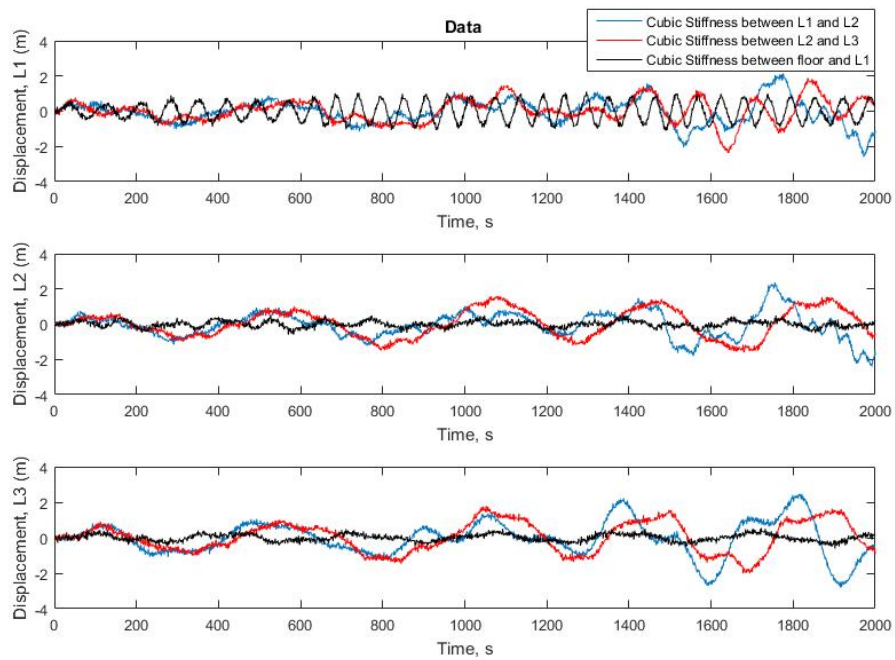 Data
Cubic Stiffness between L1 and L2
Cubic Stiffness between L2 and L3
Cubic Stiffness between floor and L1
Displacement, L1 (m)
4
2
0
-2
-4
0 200 400 600 800 1000 1200 1400 1600 1800 2000
Time, s
Displacement, L2 (m)
4
2
0
-2
-4
0 200 400 600 800 1000 1200 1400 1600 1800 2000
Time, s
Displacement, L3 (m)
4
2
0
-2
-4
0 200 400 600 800 1000 1200 1400 1600 1800 2000
Time, s